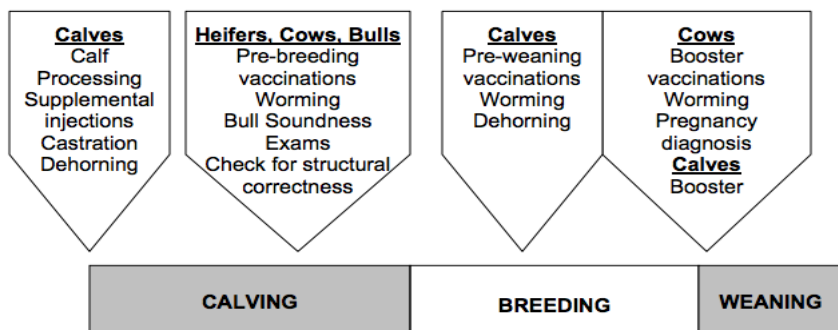 Calves
Calf
Processing
Supplemental
injections
Castration
Dehorning
Heifers, Cows, Bulls
Pre-breeding
vaccinations
Worming
Bull Soundness
Exams
Check for structural
correctness
Calves
Pre-weaning
vaccinations
Worming
Dehorning
Cows
Booster
vaccinations
Worming
Pregnancy
diagnosis
Calves
Booster
CALVING
BREEDING
WEANING